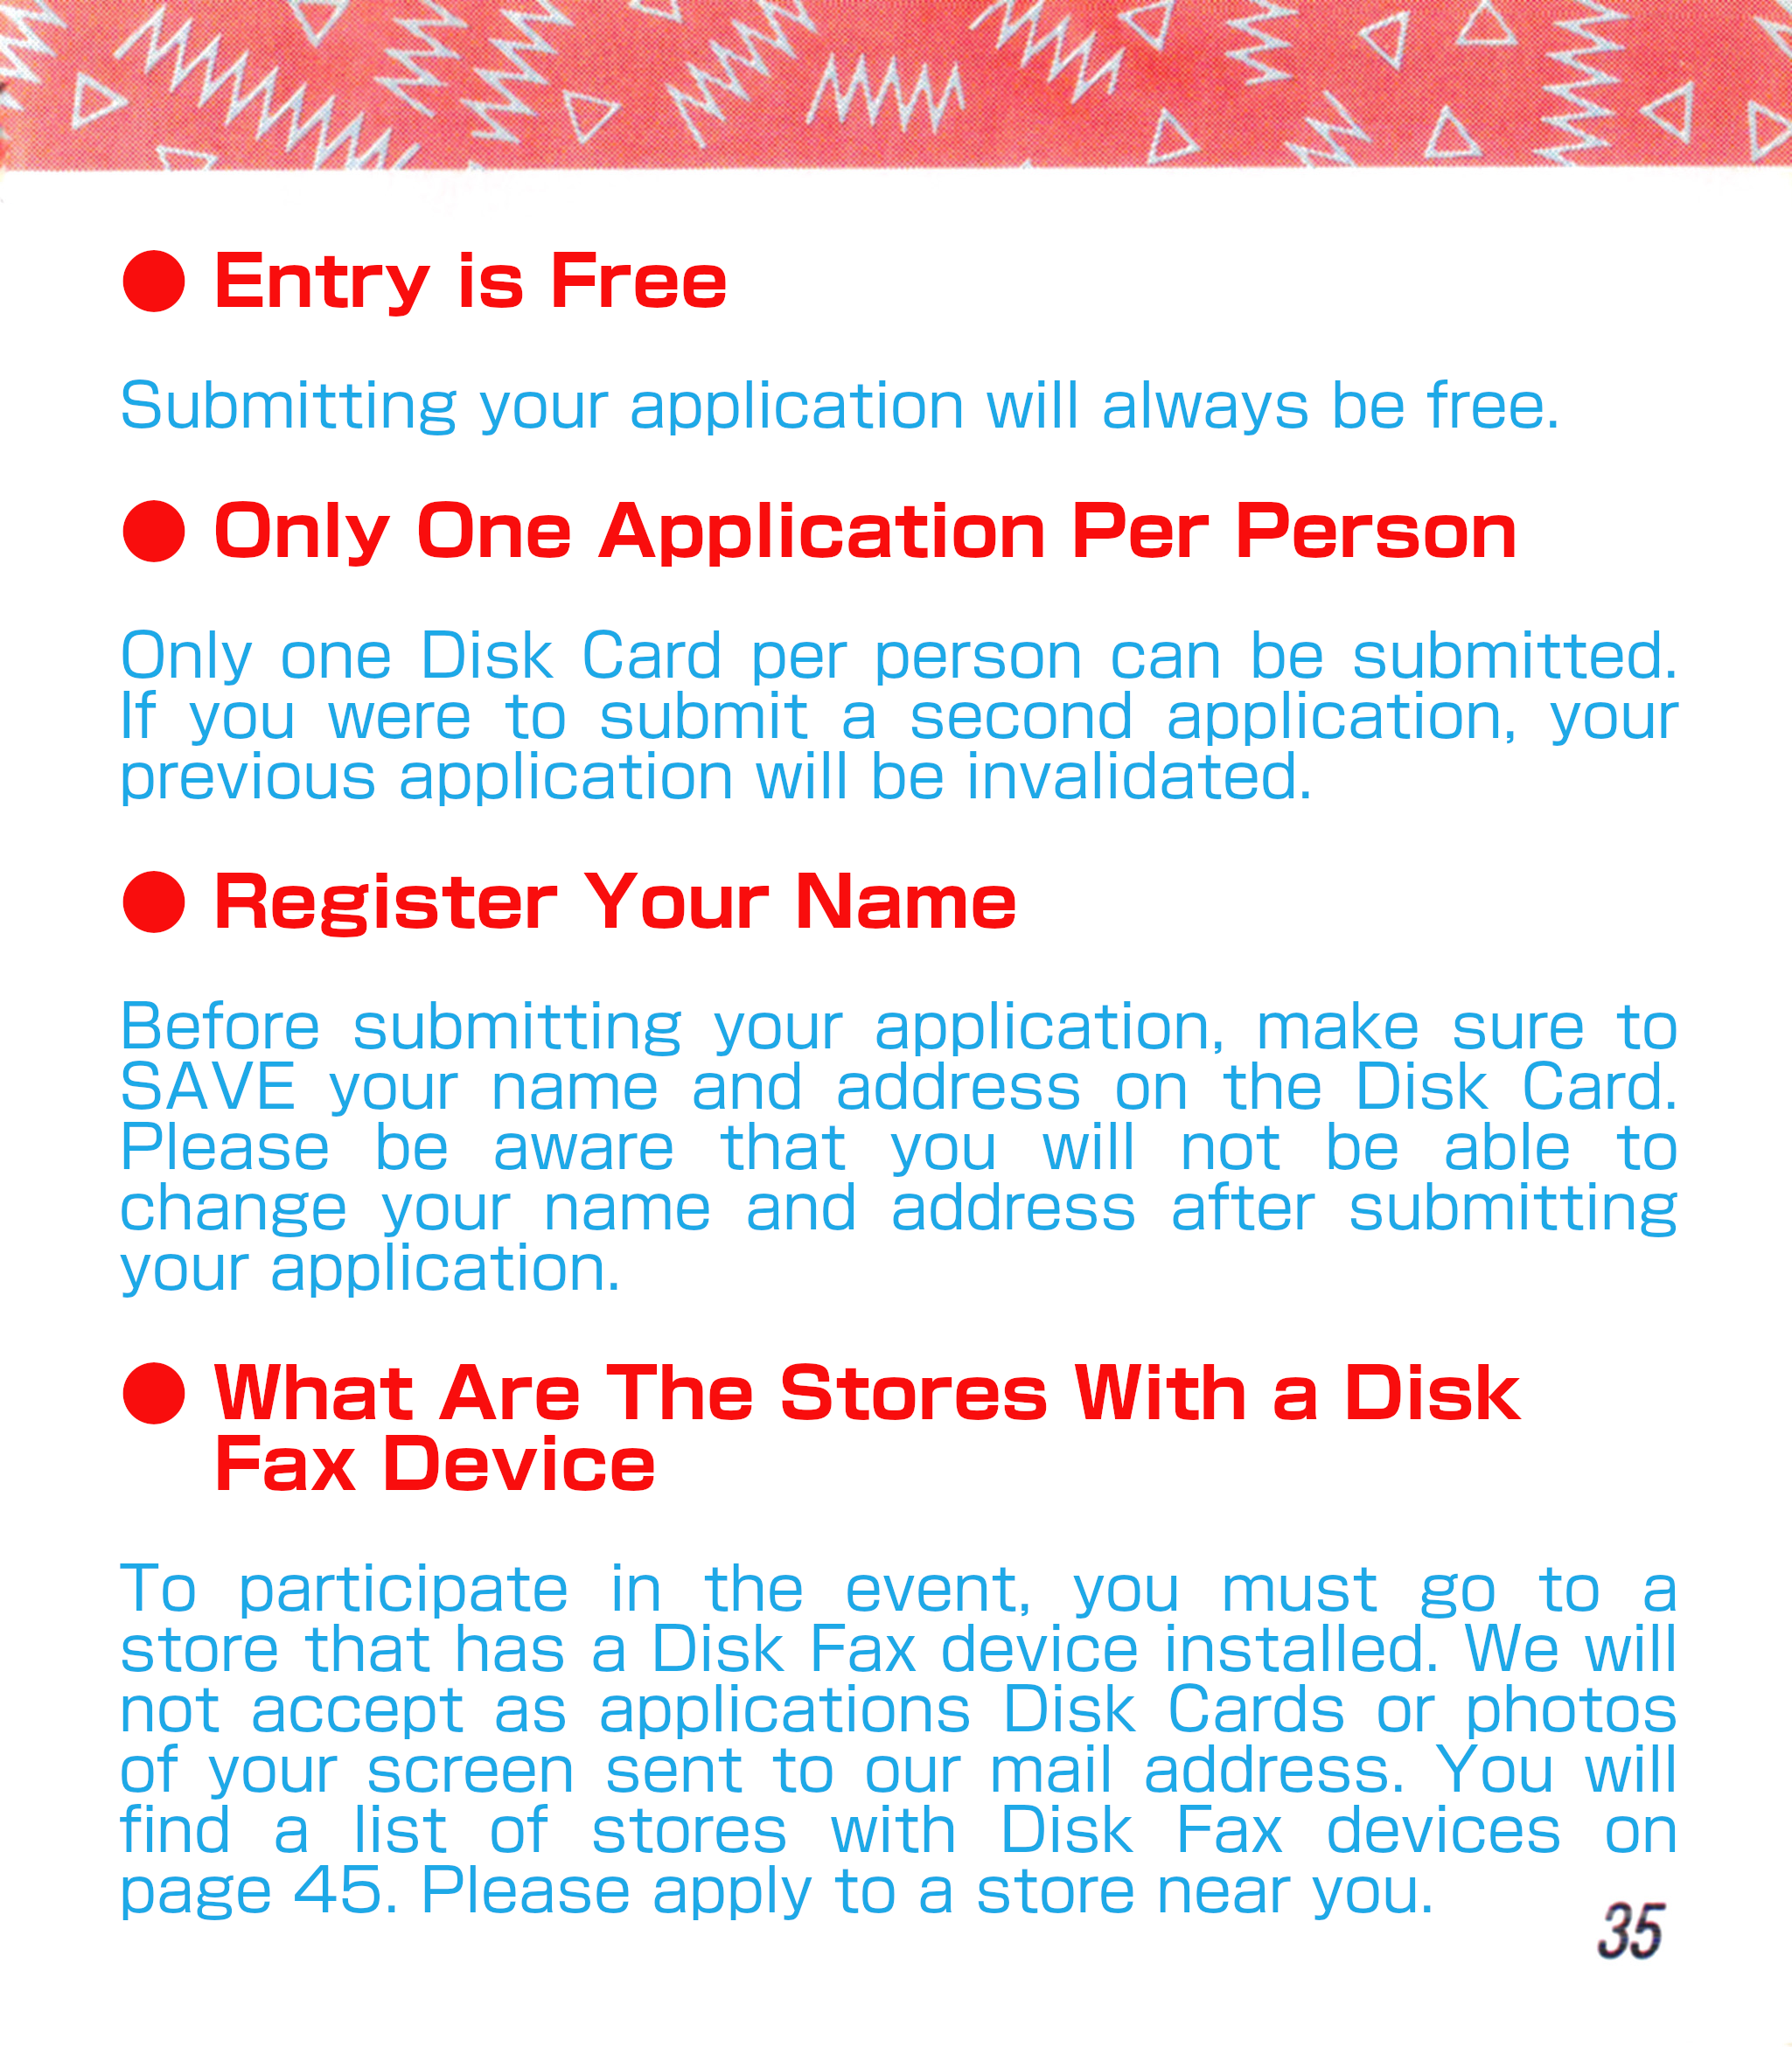 ● Entry is Free
Submitting your application will always be free.
● Only One Application Per Person
Only one Disk Card per person can be submitted.
If you were to submit a second application, your
previous application will be invalidated.
● Register Your Name
Before submitting your application, make sure to
SAVE your name and address on the Disk Card.
Please be aware that you will not be able to
change your name and address after submitting
your application.
● What Are The Stores With a Disk
Fax Device
To participate in the event, you must go to a
store that has a Disk Fax device installed. We will
not accept as applications Disk Cards or photos
of your screen sent to our mail address. You will
find a list of stores with Disk Fax devices on
page 45. Please apply to a store near you.
35